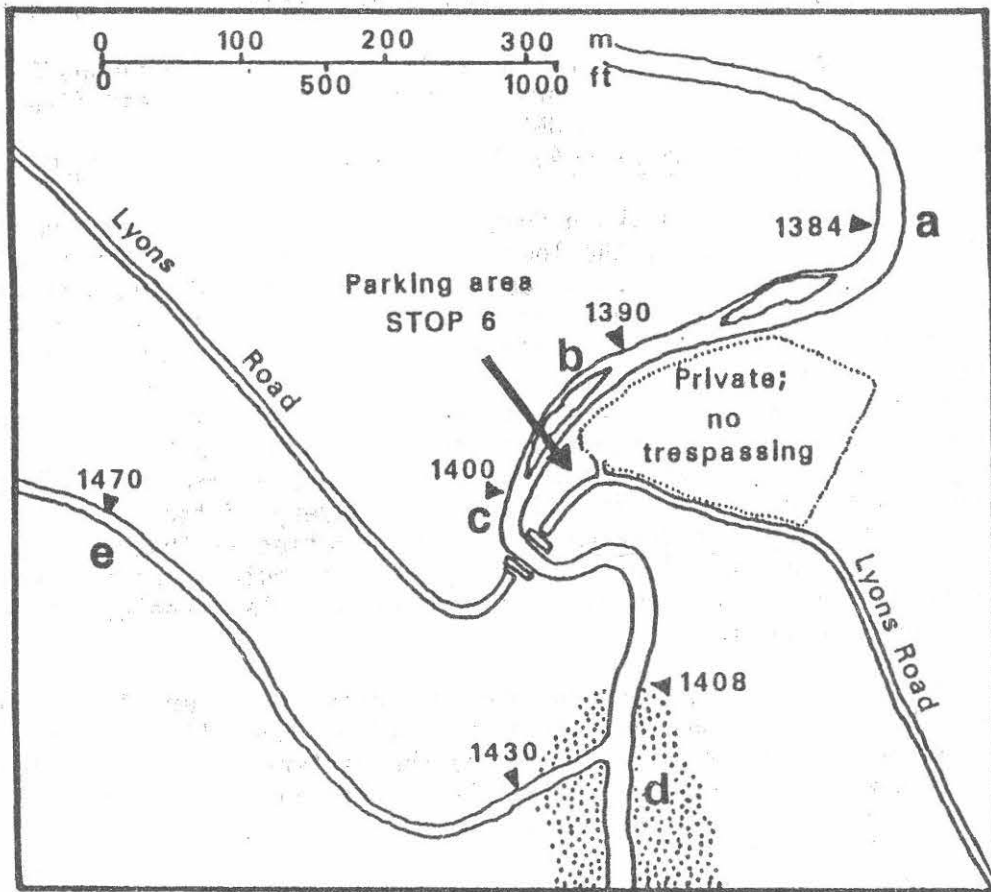 0 100 200 300 m
0 500 1000 ft
a
1384
Lyons
Road
Parking area
STOP 6
1390
b
Private;
no
trespassing
1400
c
1470
e
Lyons Road
1408
1430
d